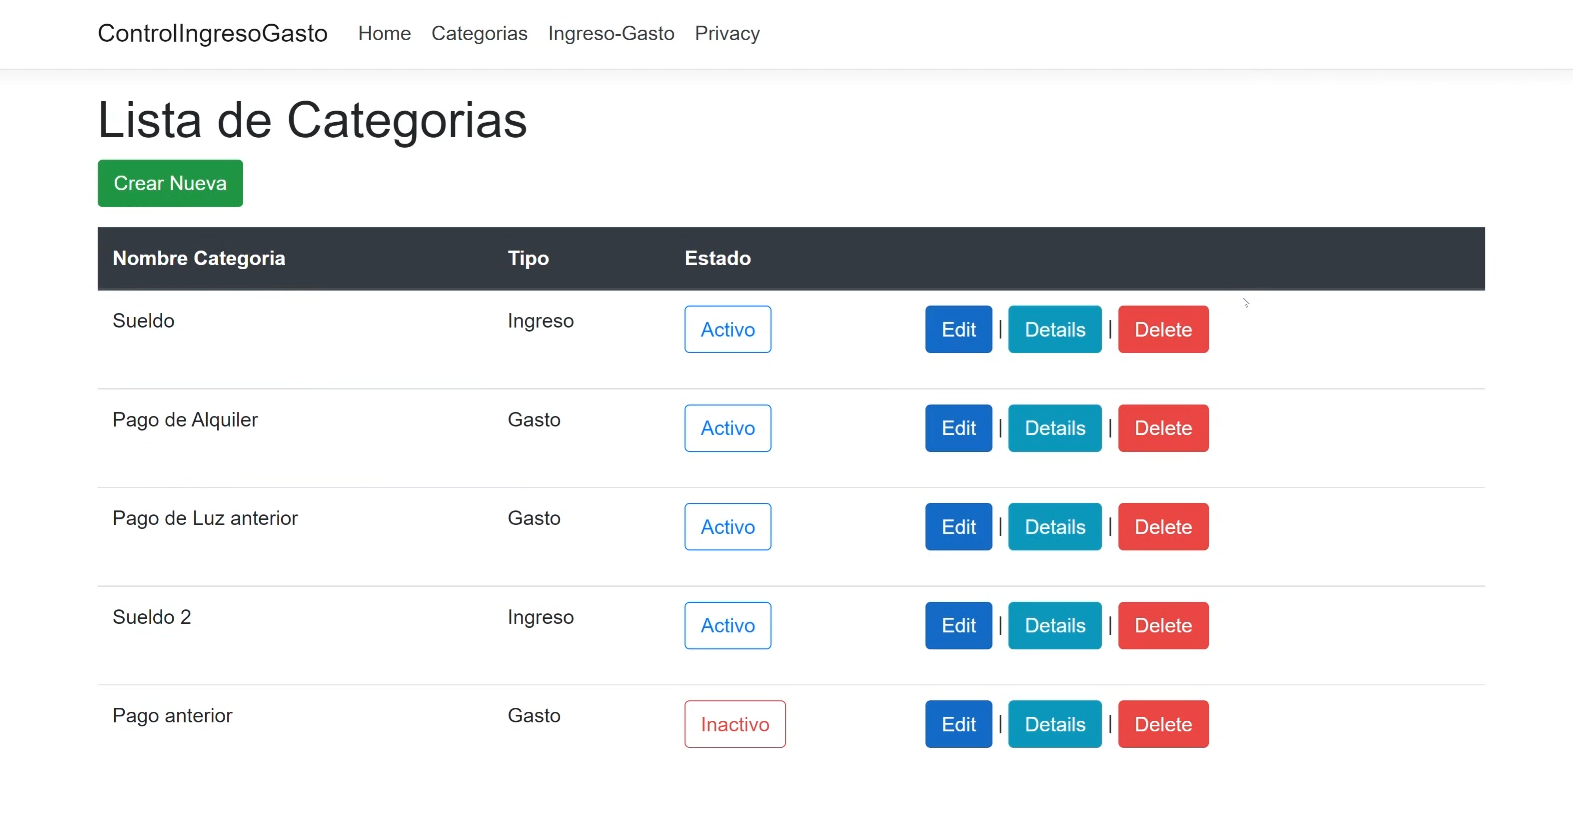 ControlIngresoGasto Home Categorias Ingreso-Gasto Privacy
Lista de Categorias
Crear Nueva
Nombre Categoria Tipo Estado
Sueldo Ingreso Activo Edit | Details | Delete
Pago de Alquiler Gasto Activo Edit | Details | Delete
Pago de Luz anterior Gasto Activo Edit | Details | Delete
Sueldo 2 Ingreso Activo Edit | Details | Delete
Pago anterior Gasto Inactivo Edit | Details | Delete